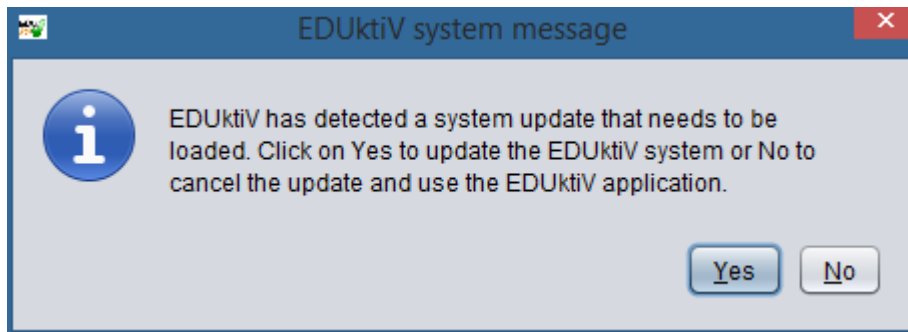 EDUktiV system message
EDUktiV has detected a system update that needs to be
loaded. Click on Yes to update the EDUktiV system or No to
cancel the update and use the EDUktiV application.
Yes No